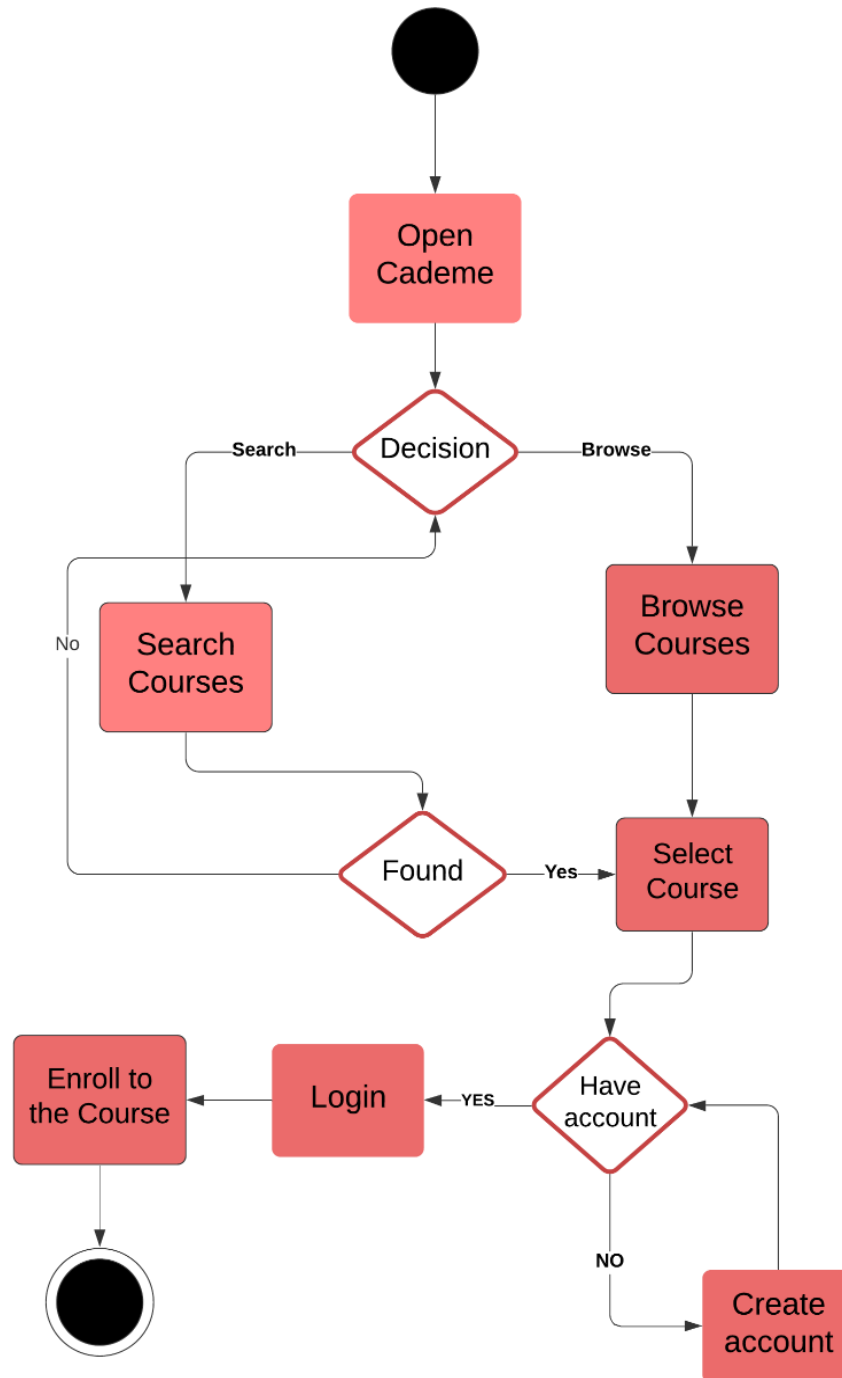 Open
Cademe
Decision
Search
Browse
Browse
Courses
No
Search
Courses
Found
Yes
Select
Course
Have
account
YES
Login
Enroll to
the Course
NO
Create
account